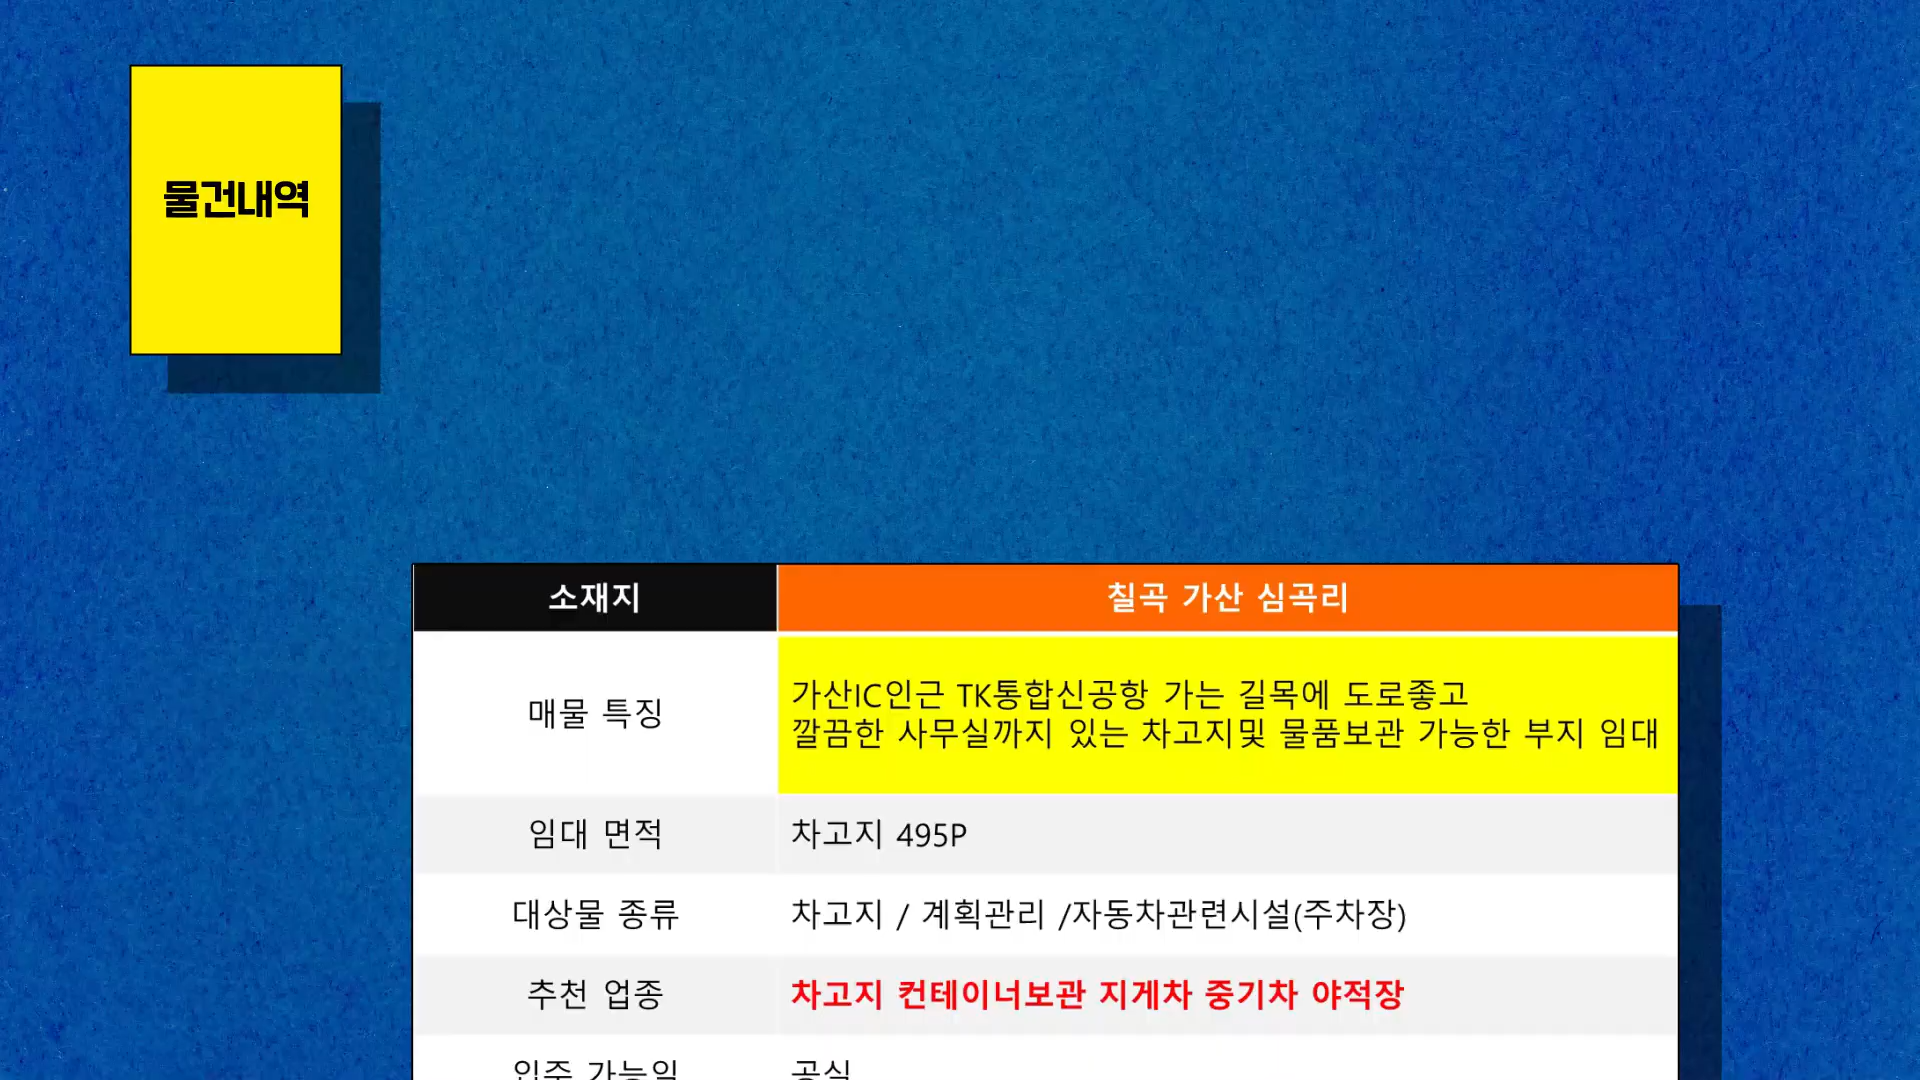 물건내역
소재지 칠곡 가산 심곡리
매물 특징 가산IC인근 TK통합신공항 가는 길목에 도로좋고
깔끔한 사무실까지 있는 차고지및 물품보관 가능한 부지 임대
임대 면적 차고지 495P
대상물 종류 차고지 / 계획관리 /자동차관련시설(주차장)
추천 업종 차고지 컨테이너보관 지게차 중기차 야적장
입주 가능일 공실